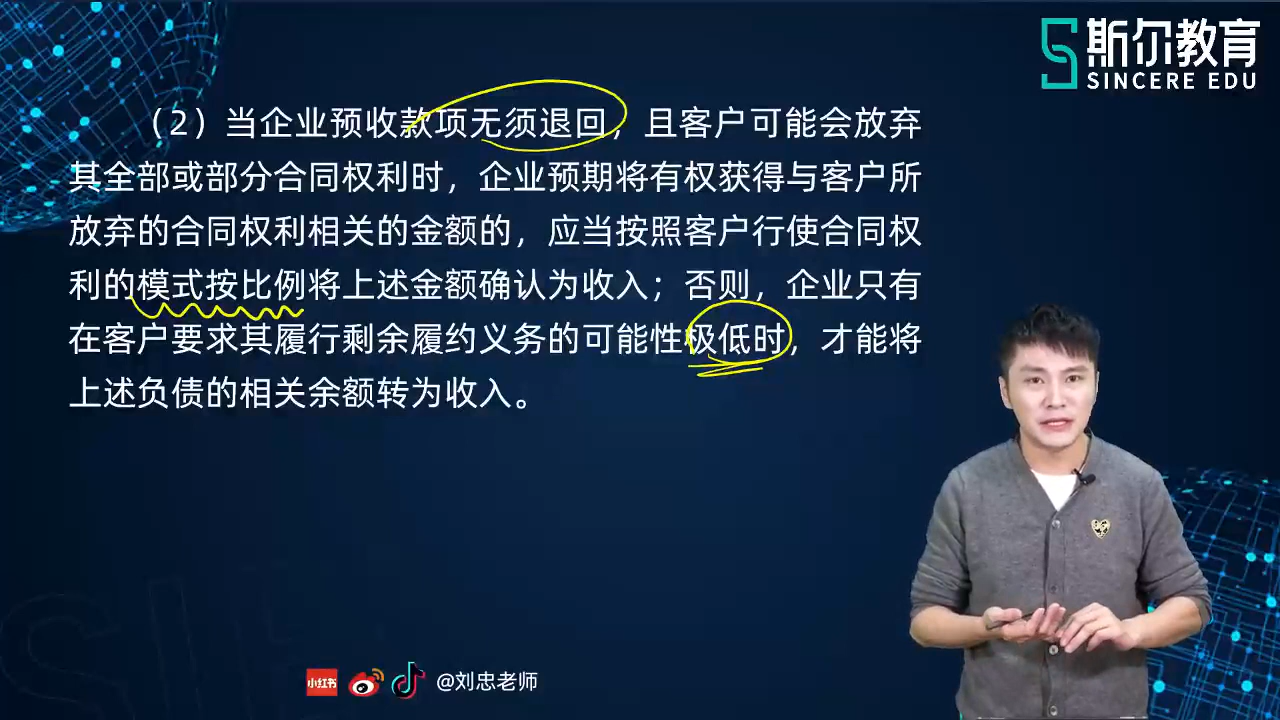 斯尔教育
SINCERE EDU
（2）当企业预收款项无须退回，且客户可能会放弃
其全部或部分合同权利时，企业预期将有权获得与客户所
放弃的合同权利相关的金额的，应当按照客户行使合同权
利的模式按比例将上述金额确认为收入；否则，企业只有
在客户要求其履行剩余履约义务的可能性极低时，才能将
上述负债的相关余额转为收入。
小红书
@刘忠老师